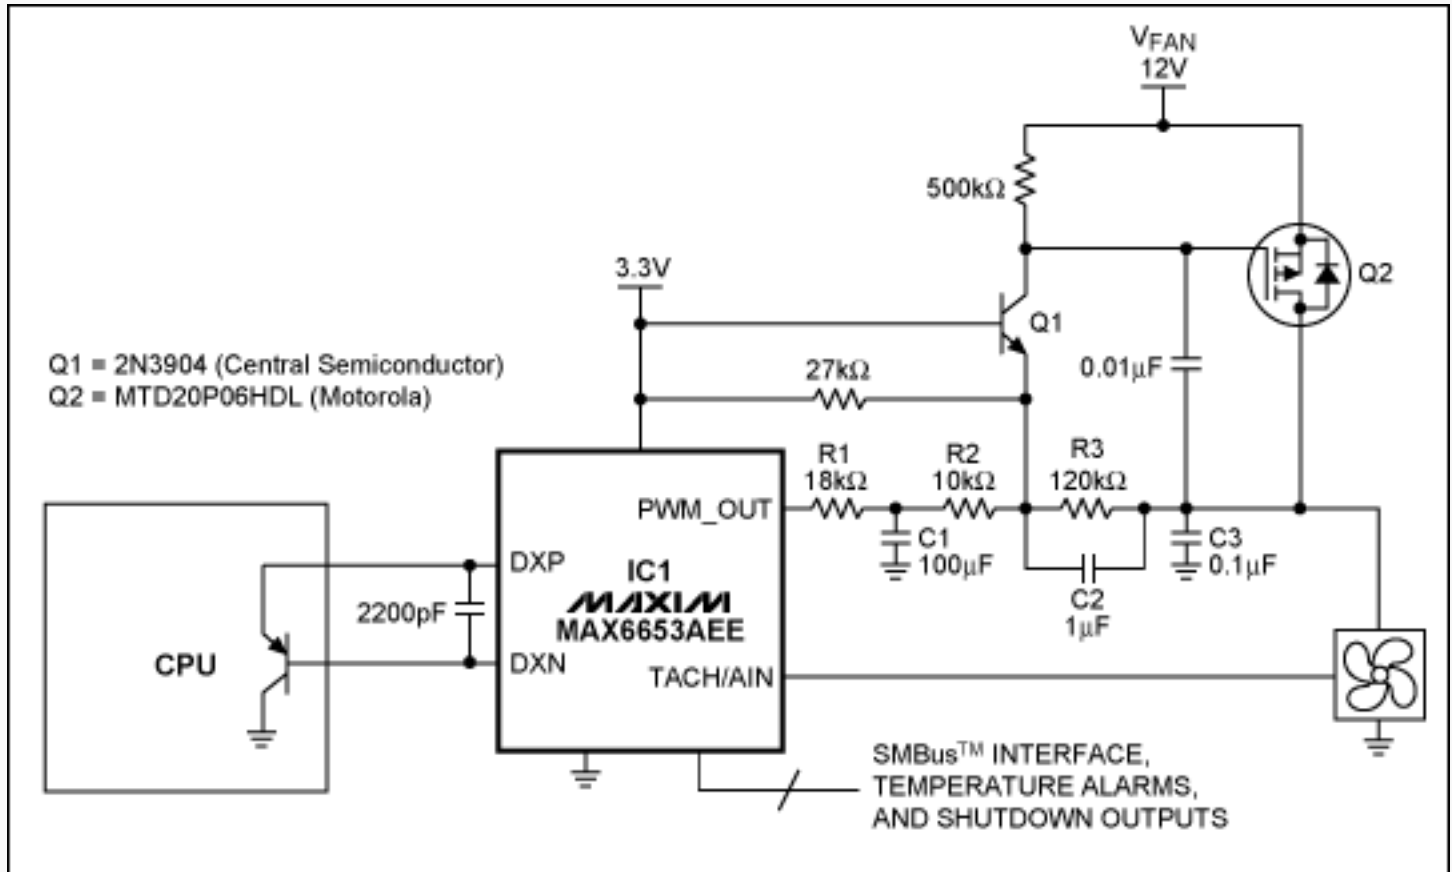 VFAN
12V
500kΩ
3.3V
Q1
Q2
Q1 = 2N3904 (Central Semiconductor)
Q2 = MTD20P06HDL (Motorola)
27kΩ
0.01μF
R1
18kΩ
R2
10kΩ
R3
120kΩ
PWM_OUT
C1
100μF
C3
0.1μF
C2
1μF
DXP
IC1
MAXIM
MAX6653AEE
2200pF
CPU
DXN
TACH/AIN
SMBus™ INTERFACE,
TEMPERATURE ALARMS,
AND SHUTDOWN OUTPUTS